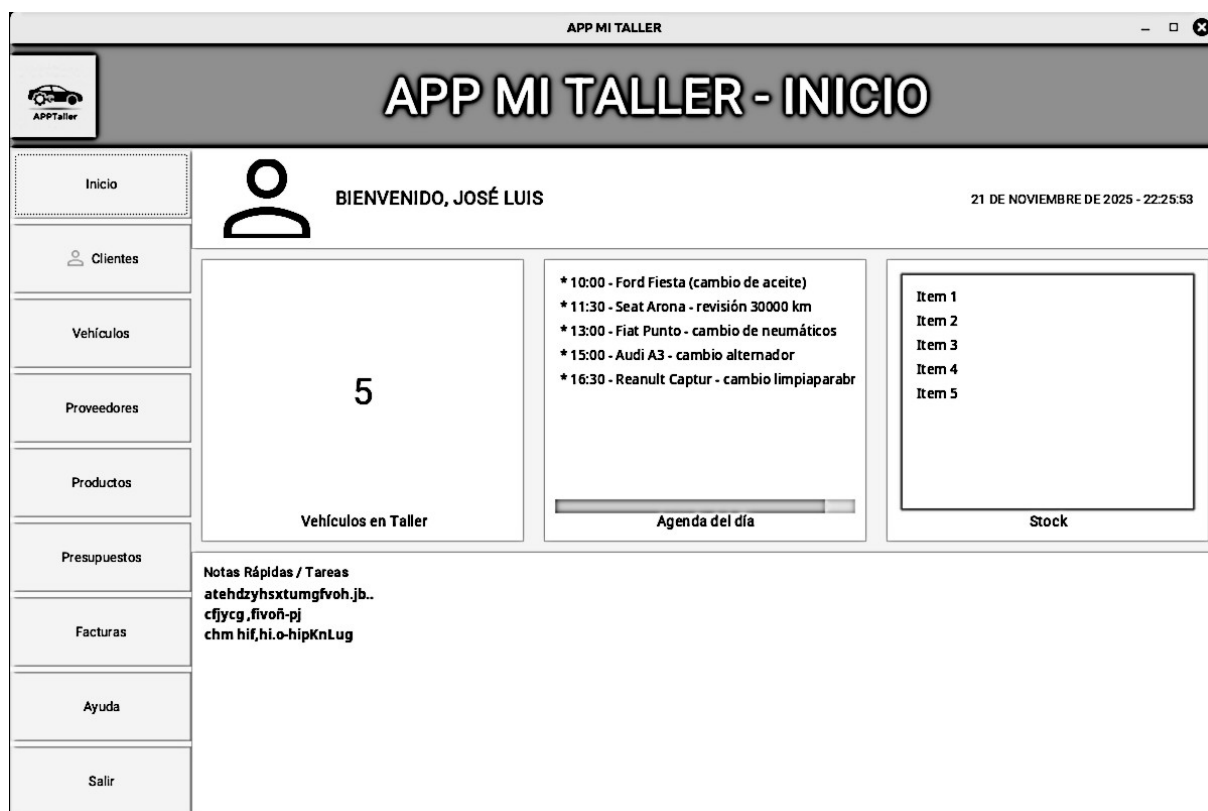 APP MI TALLER
APPTaller
APP MI TALLER - INICIO
Inicio
Clientes
Vehículos
Proveedores
Productos
Presupuestos
Facturas
Ayuda
Salir
BIENVENIDO, JOSÉ LUIS
21 DE NOVIEMBRE DE 2025 - 22:25:53
5
Vehículos en Taller
* 10:00 - Ford Fiesta (cambio de aceite)
* 11:30 - Seat Arona - revisión 30000 km
* 13:00 - Fiat Punto - cambio de neumáticos
* 15:00 - Audi A3 - cambio alternador
* 16:30 - Reanult Captur - cambio limpiaparabr
Agenda del día
Item 1
Item 2
Item 3
Item 4
Item 5
Stock
Notas Rápidas / Tareas
atehdzyhsxtumgfvoh.jb..
cfjycg ,fivoñ-pj
chm hif,hi.o-hipKnLug